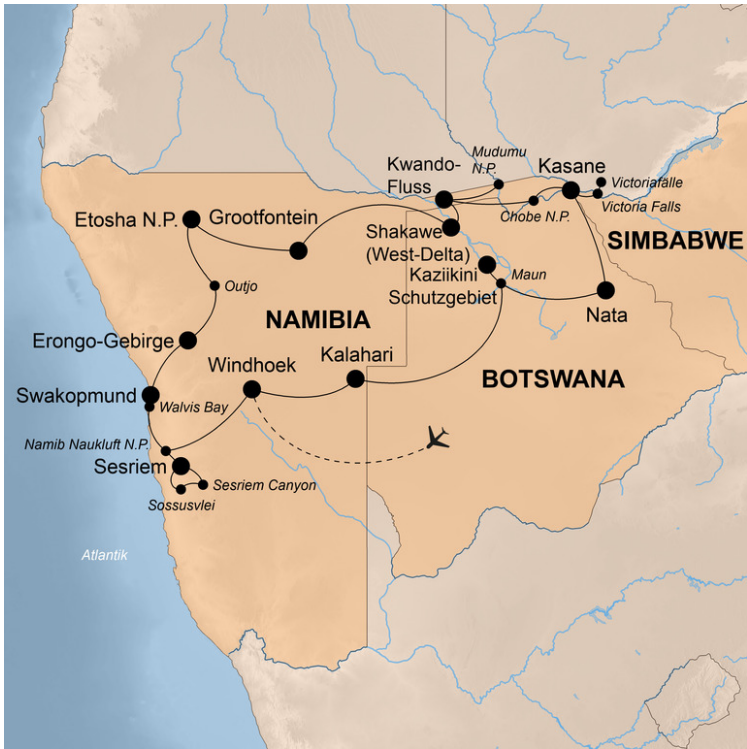 Mudumu
N.P.
Kwando-
Fluss
Kasane
Victoriafälle
Victoria Falls
Chobe N.P.
Etosha N.P.
Grootfontein
Shakawe
(West-Delta)
SIMBABWE
Kaziikini
Schutzgebiet
Maun
Outjo
NAMIBIA
Nata
Erongo-Gebirge
Windhoek
Kalahari
BOTSWANA
Swakopmund
Walvis Bay
Namib Naukluft N.P.
Sesriem
Sesriem Canyon
Sossusvlei
Atlantik